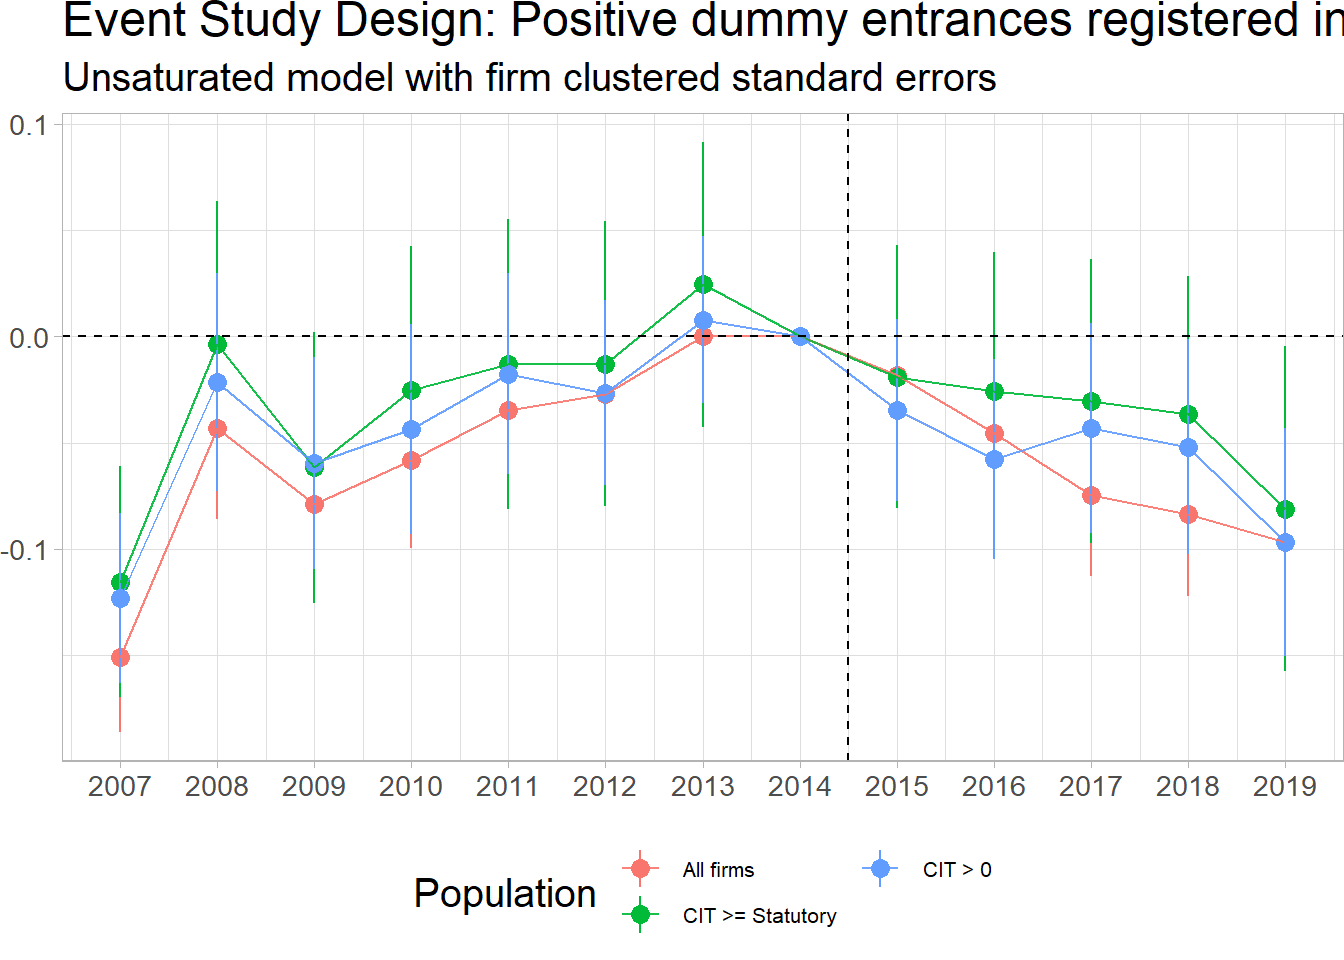 Event Study Design: Positive dummy entrances registered in
Unsaturated model with firm clustered standard errors
0.1
0.0
-0.1
2007 2008 2009 2010 2011 2012 2013 2014 2015 2016 2017 2018 2019
Population
All firms
CIT > 0
CIT >= Statutory